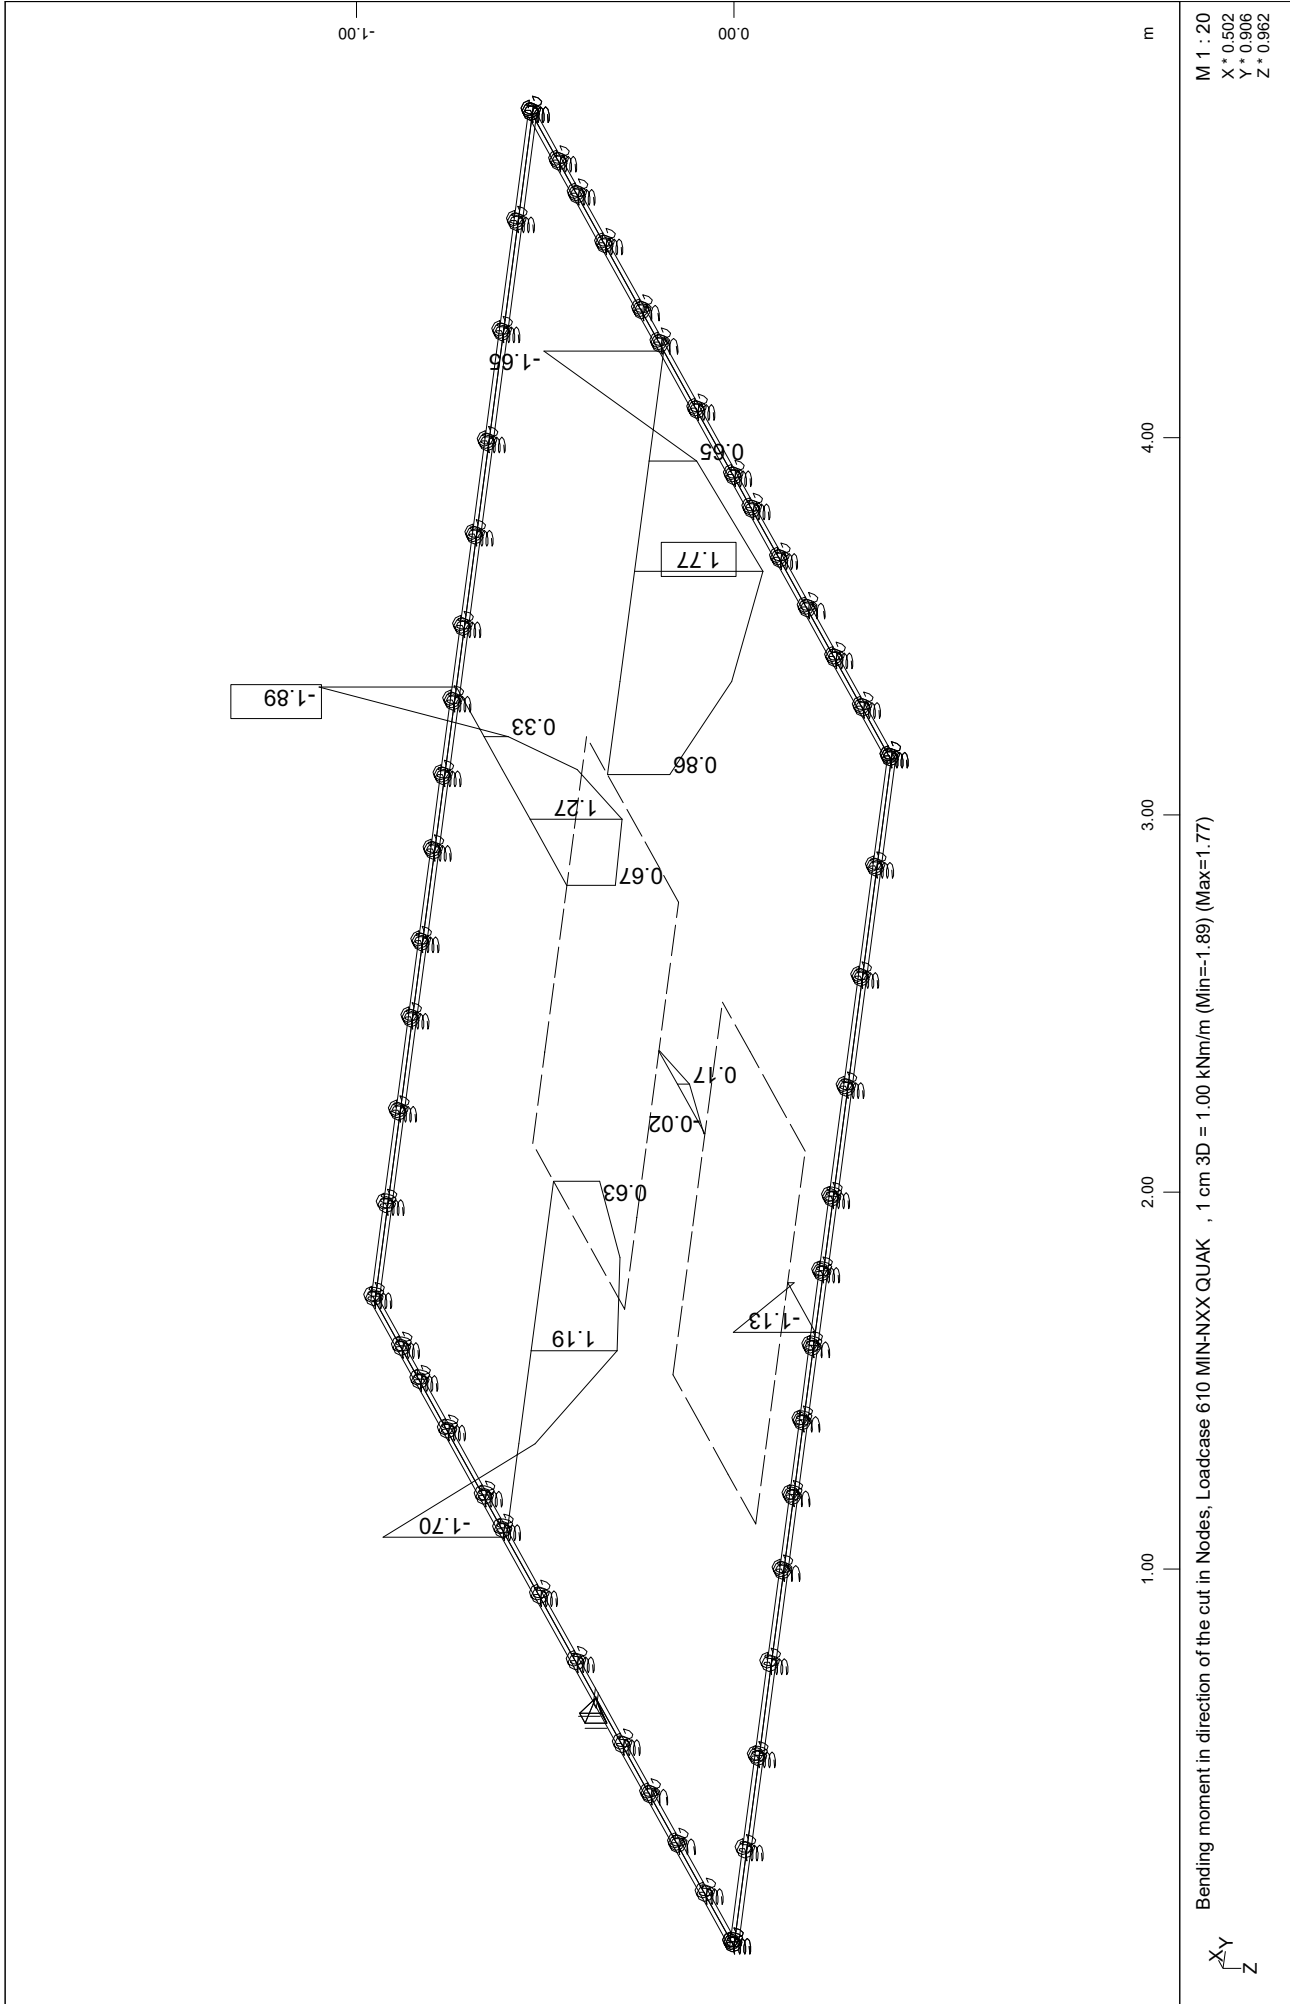 -1.00
0.00
m
M 1 : 20
X * 0.502
Y * 0.906
Z * 0.962
-1.65
0.65
4.00
1.77
-1.89
0.33
0.86
1.27
3.00
0.67
0.17
-0.02
0.63
2.00
-1.13
1.19
-1.70
1.00
Bending moment in direction of the cut in Nodes, Loadcase 610 MIN-NXX QUAK , 1 cm 3D = 1.00 kNm/m (Min=-1.89) (Max=1.77)
X
Y
Z